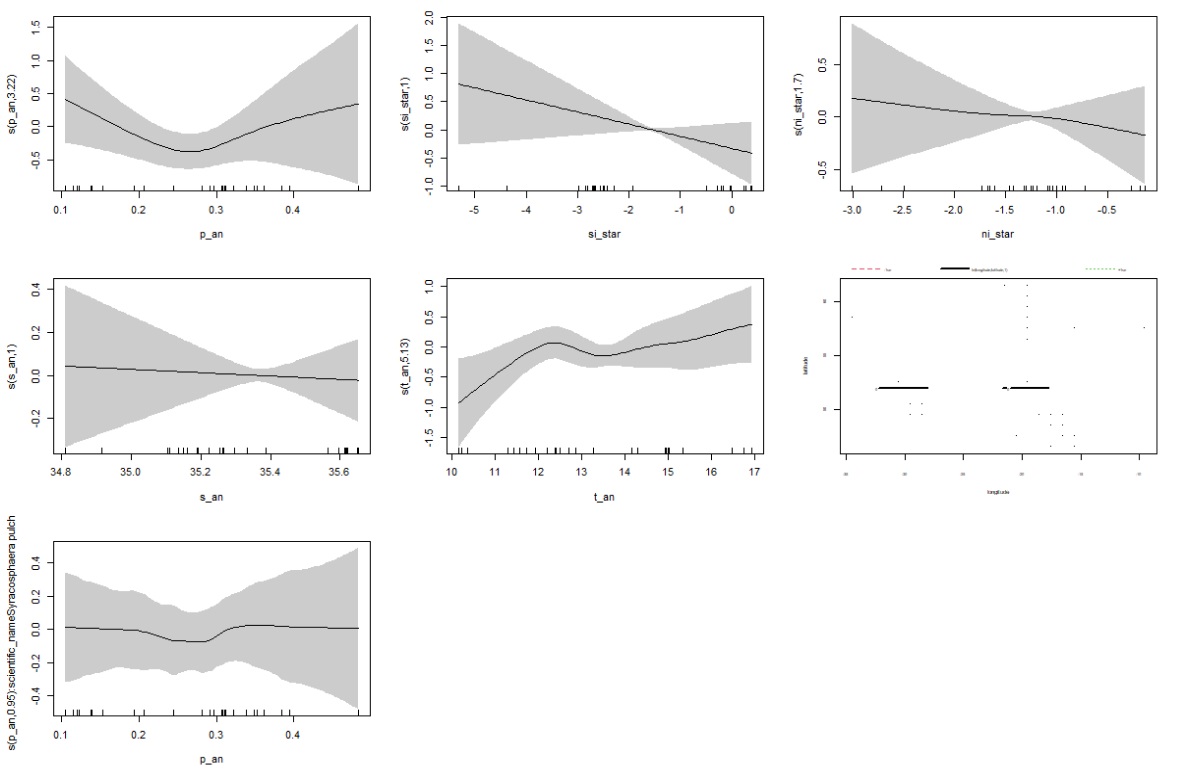 s(p_an,3.22)
1.5
1.0
0.5
0.0
-0.5
0.1 0.2 0.3 0.4
p_an
s(si_star,1)
2.0
1.5
1.0
0.5
0.0
-0.5
-1.0
-5 -4 -3 -2 -1 0
si_star
s(ni_star,1.7)
0.5
0.0
-0.5
-3.0 -2.5 -2.0 -1.5 -1.0 -0.5
ni_star
s(s_an,1)
0.4
0.2
0.0
-0.2
34.8 35.0 35.2 35.4 35.6
s_an
s(t_an,5.13)
1.0
0.5
0.0
-0.5
-1.0
-1.5
10 11 12 13 14 15 16 17
t_an
latitude
longitude
s(p_an,0.95):scientific_nameSyracosphaera pulch
0.4
0.2
0.0
-0.2
-0.4
0.1 0.2 0.3 0.4
p_an